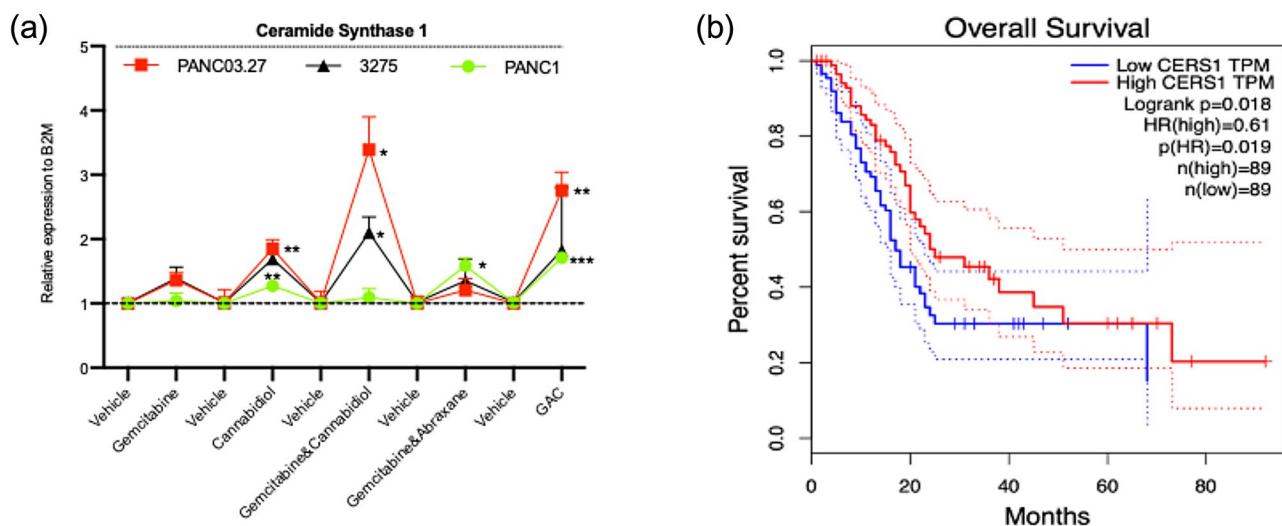 (a)
Ceramide Synthase 1
PANC03.27 3275 PANC1
Relative expression to B2M
5
4
3
2
1
0
*
**
**
*
**
*
***
Vehicle
Gemcitabine
Vehicle
Cannabidiol
Vehicle
Gemcitabine&Cannabidiol
Vehicle
Gemcitabine&Abraxane
Vehicle
GAC
(b)
Overall Survival
Low CERS1 TPM
High CERS1 TPM
Logrank p=0.018
HR(high)=0.61
p(HR)=0.019
n(high)=89
n(low)=89
Percent survival
1.0
0.8
0.6
0.4
0.2
0.0
0 20 40 60 80
Months